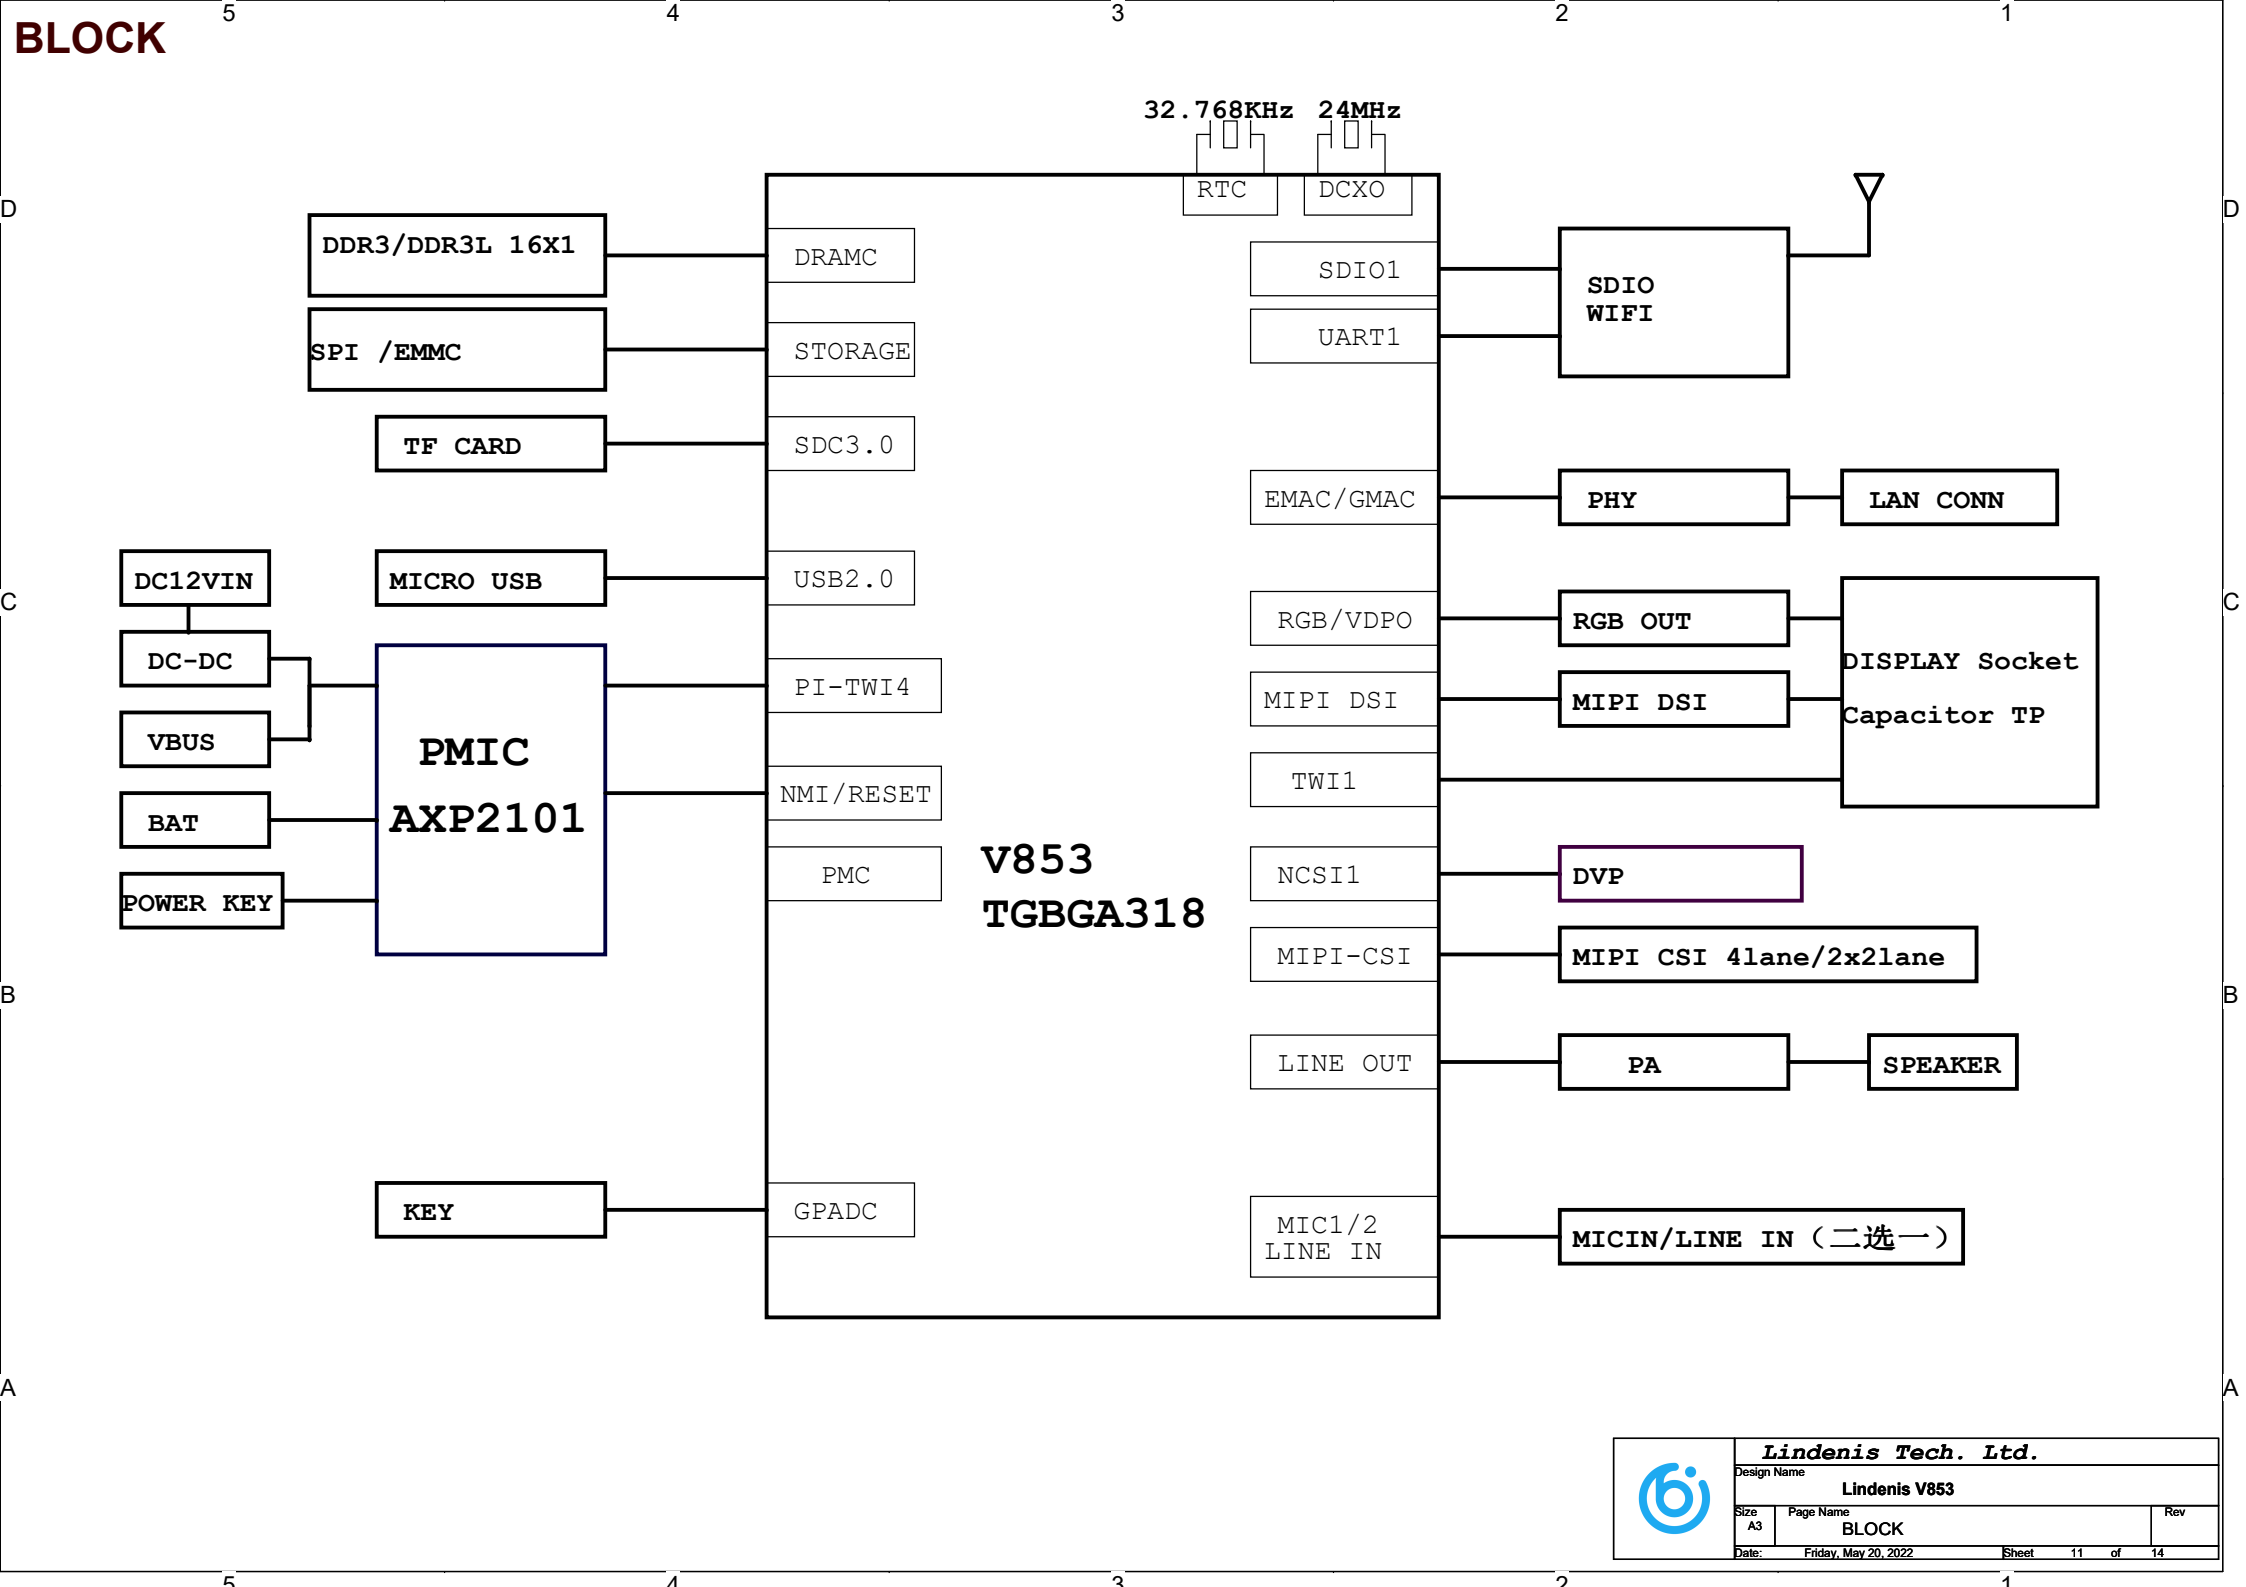 5 4 3 2 1
BLOCK
32.768KHz 24MHz
RTC DCXO
D D
DDR3/DDR3L 16X1
DRAMC
SDIO1
SDIO
WIFI
UART1
SPI /EMMC
STORAGE
TF CARD
SDC3.0
EMAC/GMAC
PHY
LAN CONN
DC12VIN
MICRO USB
USB2.0
C C
RGB/VDPO
RGB OUT
DC-DC
DISPLAY Socket
Capacitor TP
PI-TWI4
MIPI DSI
MIPI DSI
VBUS
PMIC
AXP2101
TWI1
NMI/RESET
BAT
V853
TGBGA318
PMC
NCSI1
DVP
POWER KEY
MIPI-CSI
MIPI CSI 4lane/2x2lane
B B
LINE OUT
PA
SPEAKER
KEY
GPADC
MIC1/2
LINE IN
MICIN/LINE IN（二选一）
A A
Lindenis Tech. Ltd.
Design Name
Lindenis V853
Size
A3
Page Name
BLOCK
Rev
Date: Friday, May 20, 2022 Sheet 11 of 14
5 4 3 2 1